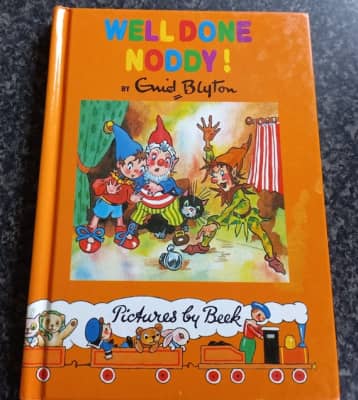 WELL DONE
NODDY!
BY Enid Blyton
Pictures by Beek